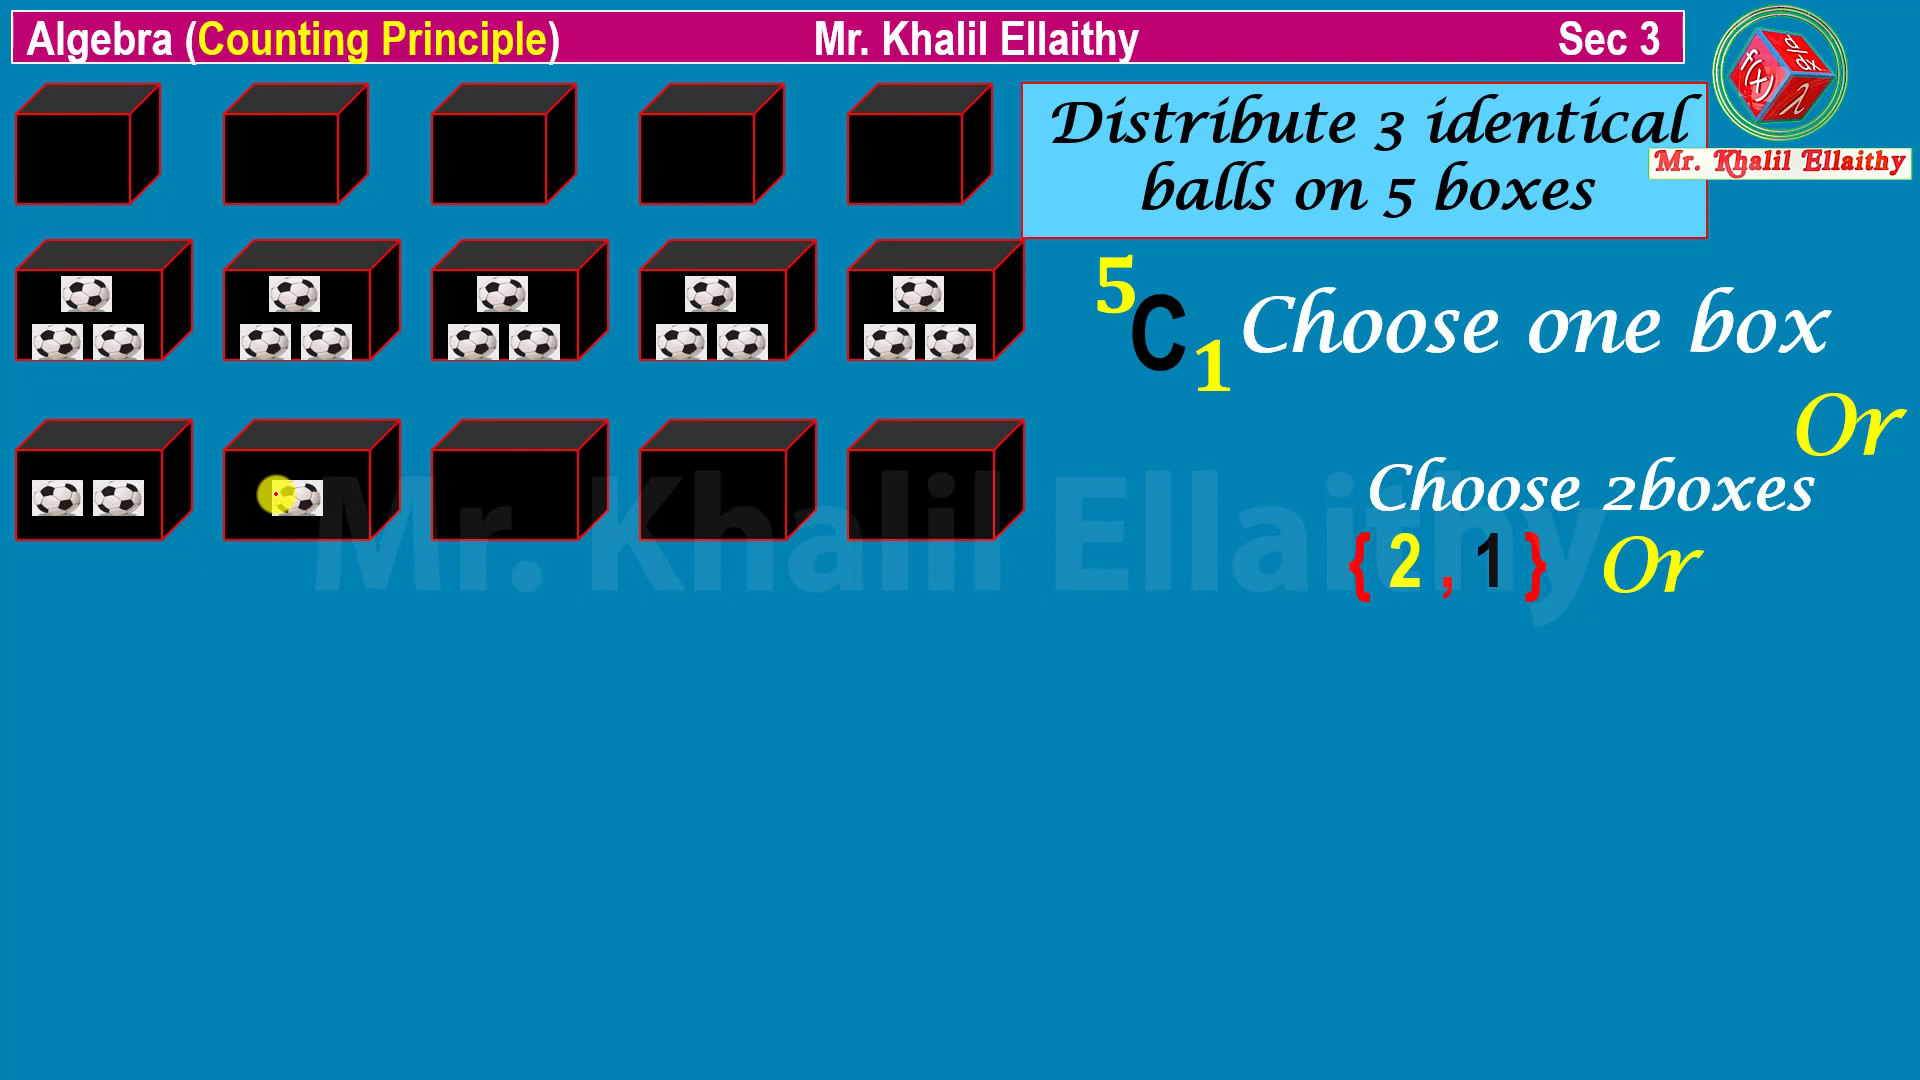 Algebra (Counting Principle) Mr. Khalil Ellaithy Sec 3
f(x) d/dx λ
Mr. Khalil Ellaithy
Distribute 3 identical
balls on 5 boxes
5C1 Choose one box
Or
Choose 2boxes
{ 2 , 1 } Or
Mr. Khalil Ellaithy